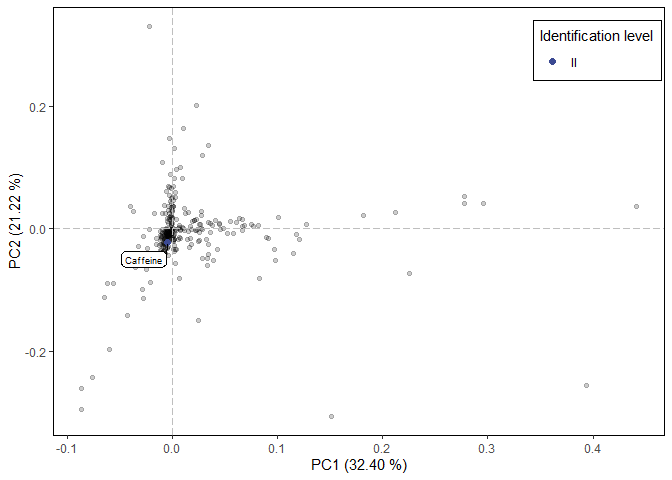 Identification level
II
0.2
0.0
-0.2
PC2 (21.22 %)
Caffeine
-0.1
0.0
0.1
0.2
0.3
0.4
PC1 (32.40 %)